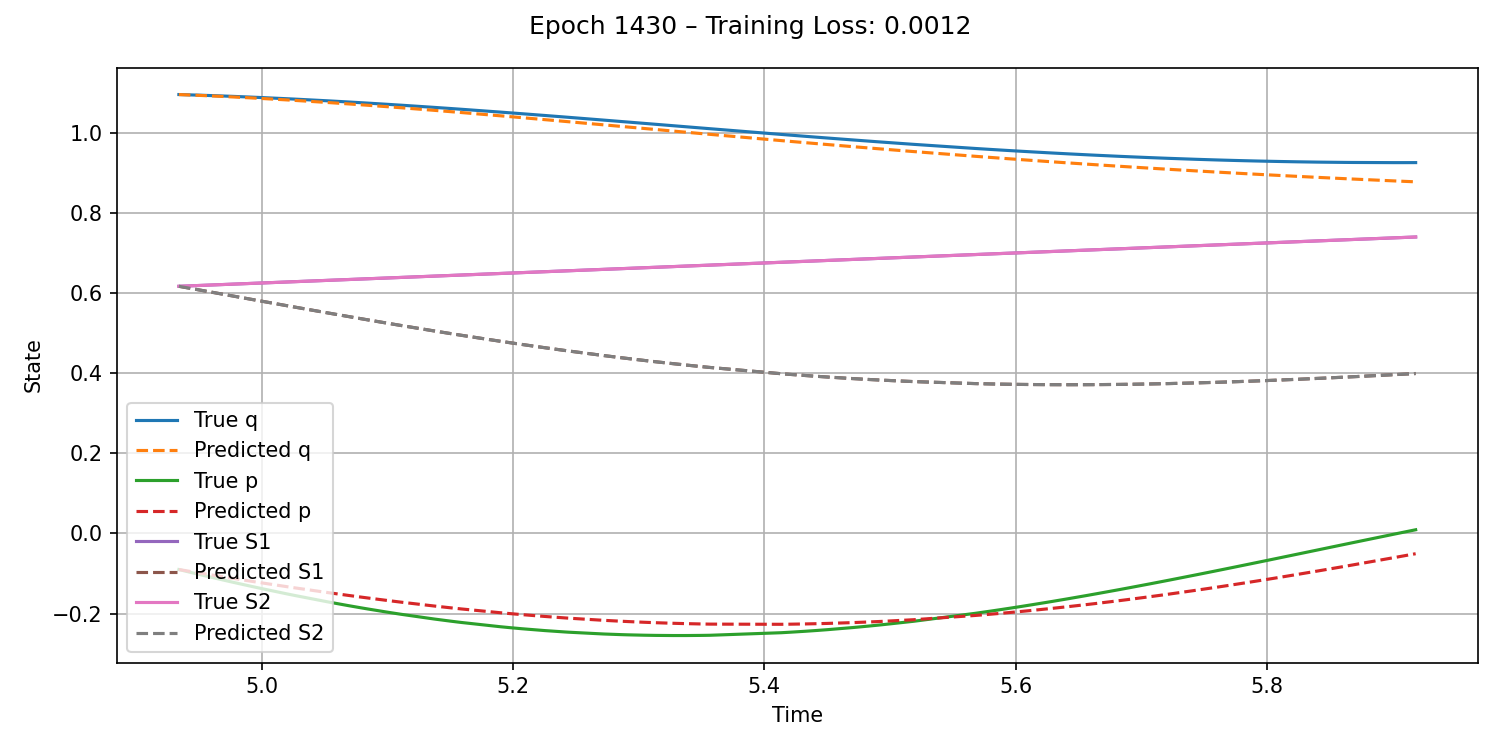 Epoch 1430 – Training Loss: 0.0012
State
1.0
0.8
0.6
0.4
0.2
0.0
−0.2
True q
Predicted q
True p
Predicted p
True S1
Predicted S1
True S2
Predicted S2
5.0 5.2 5.4 5.6 5.8
Time